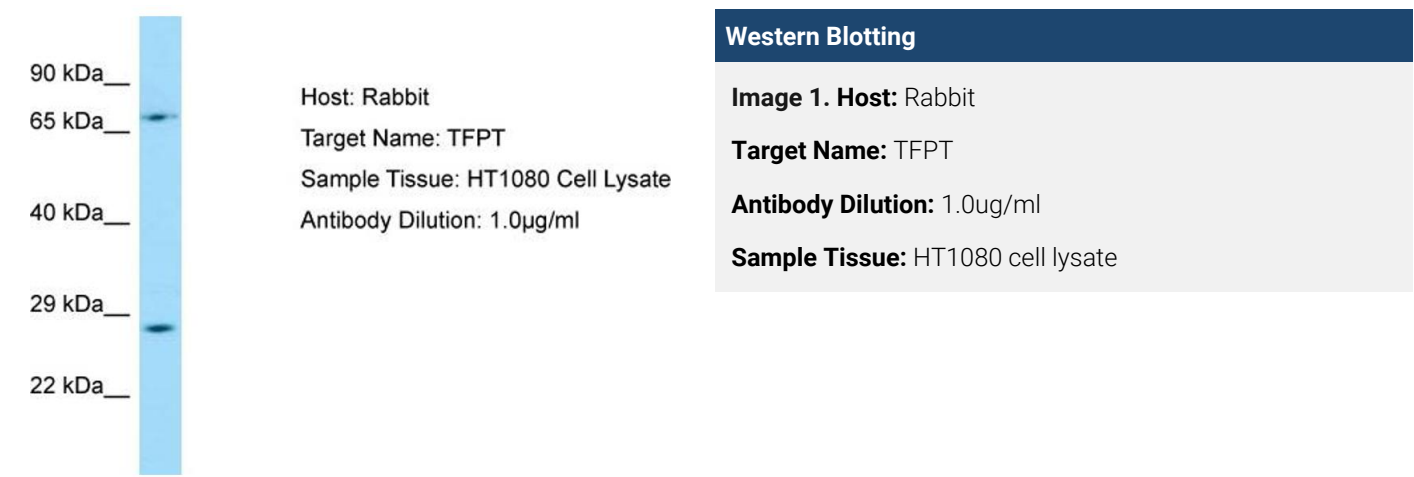 90 kDa__
65 kDa__
40 kDa__
29 kDa__
22 kDa__
Host: Rabbit
Target Name: TFPT
Sample Tissue: HT1080 Cell Lysate
Antibody Dilution: 1.0µg/ml
Western Blotting
Image 1. Host: Rabbit
Target Name: TFPT
Antibody Dilution: 1.0ug/ml
Sample Tissue: HT1080 cell lysate